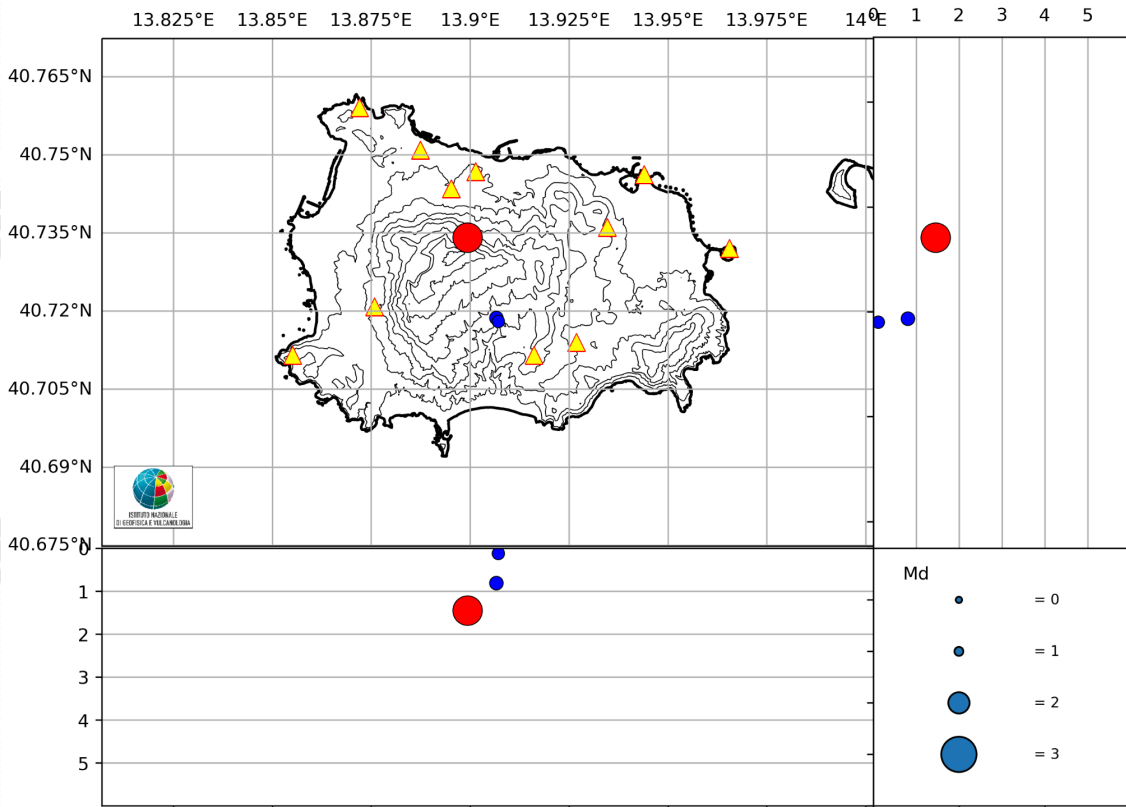 13.825°E 13.85°E 13.875°E 13.9°E 13.925°E 13.95°E 13.975°E 14°E
0 1 2 3 4 5
40.765°N
40.75°N
40.735°N
40.72°N
40.705°N
40.69°N
40.675°N
ISTITUTO NAZIONALE
DI GEOFISICA E VULCANOLOGIA
0
1
2
3
4
5
Md
= 0
= 1
= 2
= 3